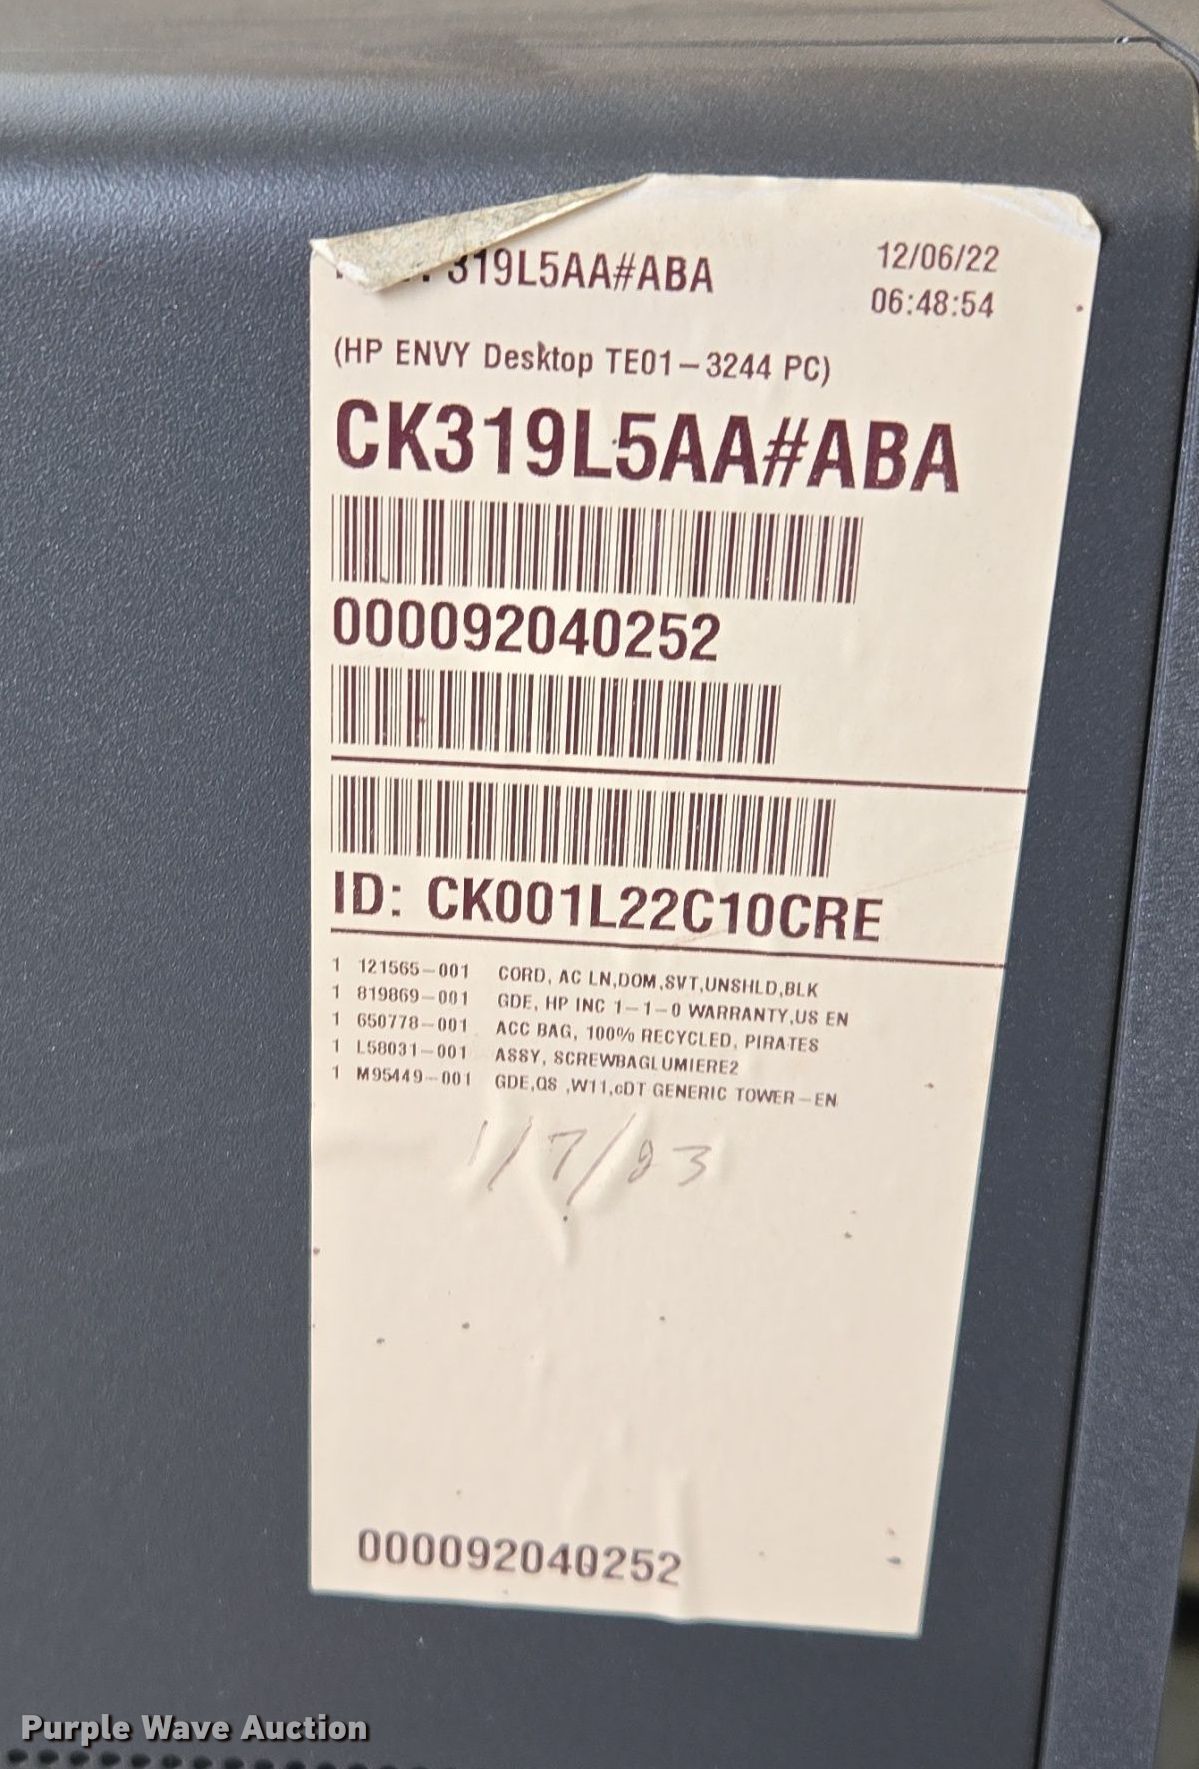 319L5AA#ABA
12/06/22
06:48:54
(HP ENVY Desktop TE01-3244 PC)
CK319L5AA#ABA
000092040252
ID: CK001L22C10CRE
1 121565-001 CORD, AC LN,DOM,SVT,UNSHLD,BLK
1 819869-001 GDE, HP INC 1-1-0 WARRANTY,US EN
1 650778-001 ACC BAG, 100% RECYCLED, PIRATES
1 L58031-001 ASSY, SCREWBAGLUMIERE2
1 M95449-001 GDE,QS ,W11,cDT GENERIC TOWER-EN
1/7/23
000092040252
Purple Wave Auction